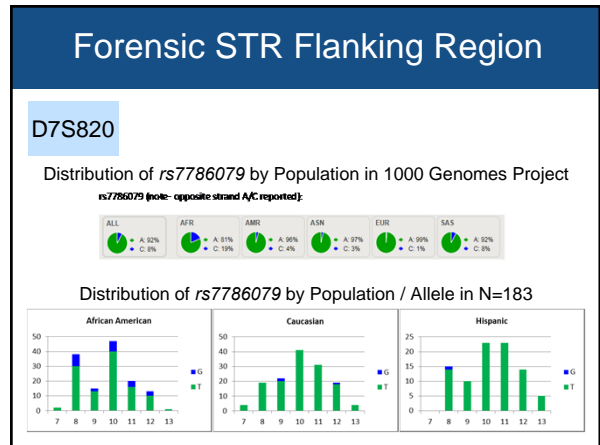 Forensic STR Flanking Region
D7S820
Distribution of rs7786079 by Population in 1000 Genomes Project
rs7786079 (note- opposite strand A/C reported):
ALL AFR AMR ASN EUR SAS
A: 92% A: 81% A: 96% A: 97% A: 99% A: 92%
C: 8% C: 19% C: 4% C: 3% C: 1% C: 8%
Distribution of rs7786079 by Population / Allele in N=183
African American Caucasian Hispanic
50 50 25
40 40 20
30 30 15
20 20 10
10 10 5
0 0 0
G G G
T T T
7 8 9 10 11 12 13 7 8 9 10 11 12 13 7 8 9 10 11 12 13